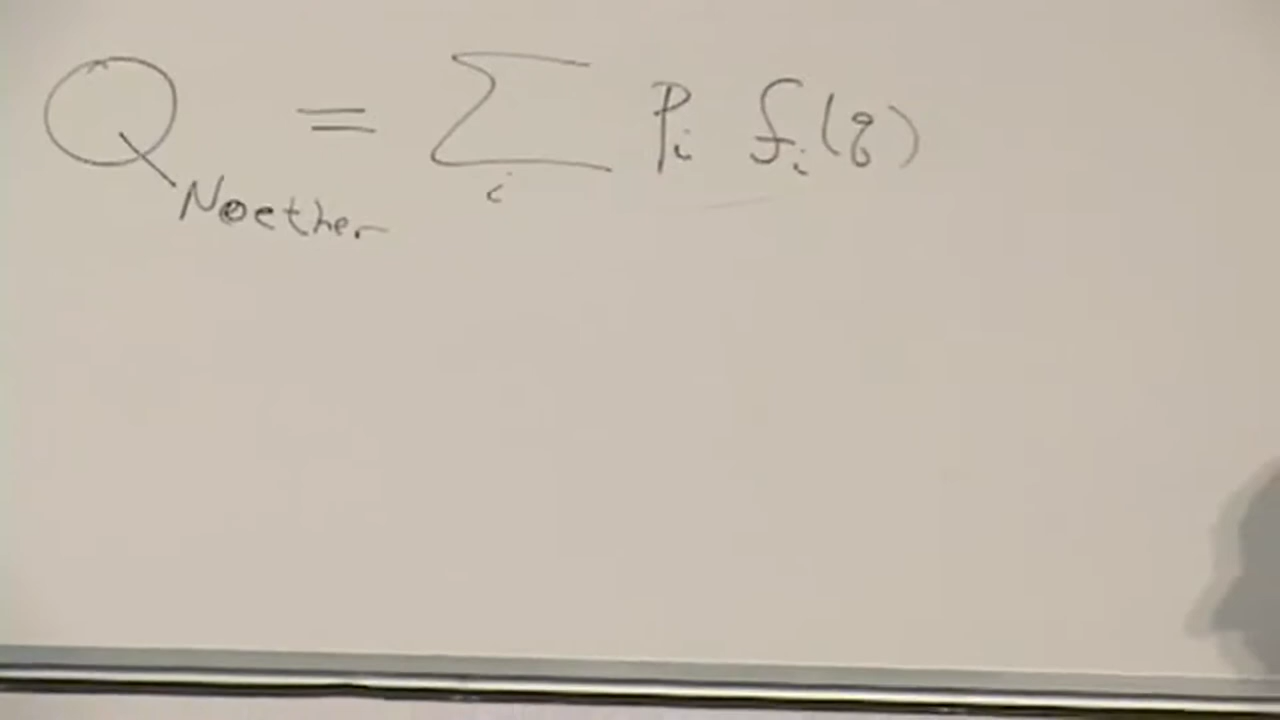 Q_Noether = Σ_i p_i f_i(q)